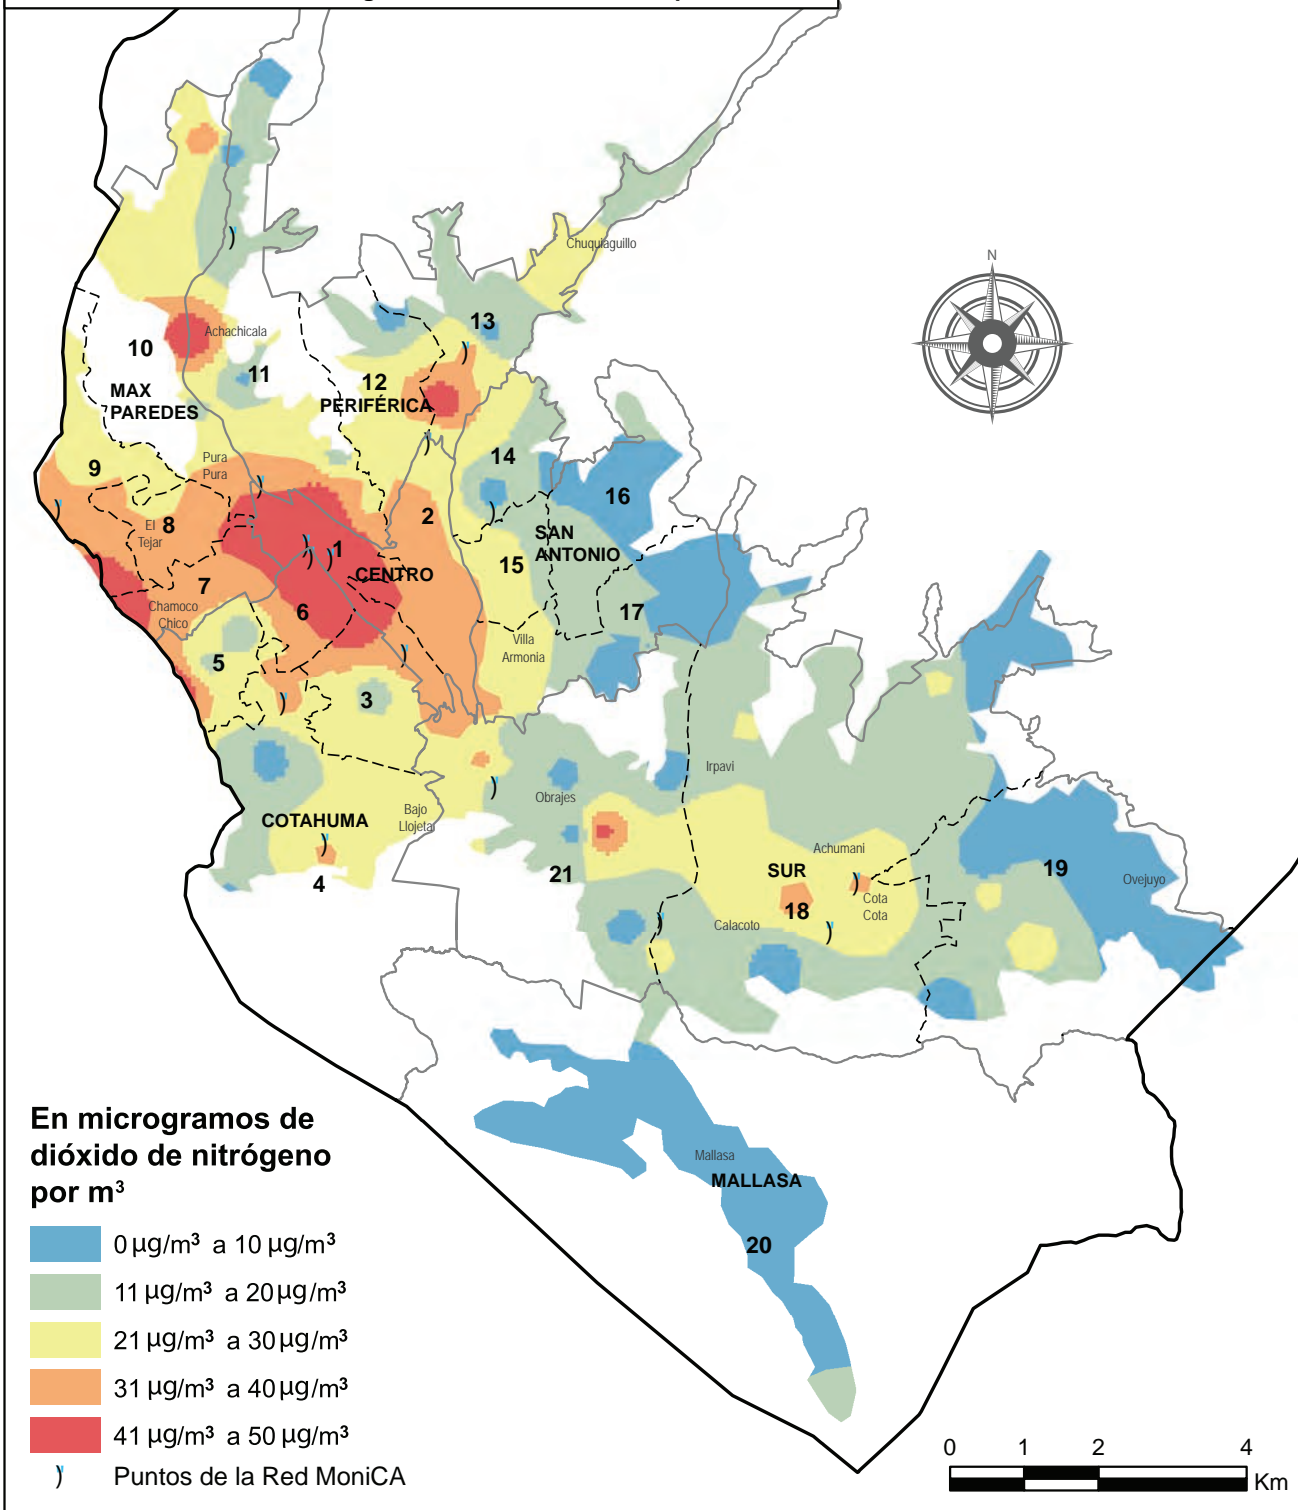 N
Chuquiaguillo
13
Achachicala
10
11
12
MAX
PAREDES
PERIFÉRICA
Pura
Pura
9
14
16
El
Tejar
8
2
SAN
ANTONIO
1
CENTRO
15
7
Chamoco
Chico
6
17
5
Villa
Armonia
3
Irpavi
Obrajes
COTAHUMA
Bajo
Llojeta
Achumani
4
21
SUR
19
Ovejuyo
18
Cota
Cota
Calacoto
Mallasa
MALLASA
20
En microgramos de
dióxido de nitrógeno
por m³
0 µg/m³ a 10 µg/m³
11 µg/m³ a 20 µg/m³
21 µg/m³ a 30 µg/m³
31 µg/m³ a 40 µg/m³
41 µg/m³ a 50 µg/m³
Puntos de la Red MoniCA
0 1 2 4
Km